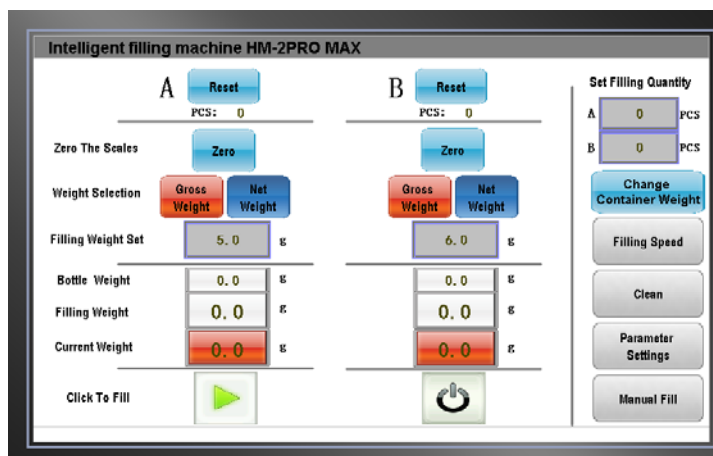 Intelligent filling machine HM-2PRO MAX
A Reset B Reset Set Filling Quantity
PCS: 0 PCS: 0 A 0 PCS
B 0 PCS
Zero The Scales Zero Zero
Change
Container Weight
Weight Selection Gross Weight Net Weight Gross Weight Net Weight
Filling Weight Set 5.0 g 6.0 g Filling Speed
Bottle Weight 0.0 g 0.0 g
Clean
Filling Weight 0.0 g 0.0 g
Current Weight 0.0 g 0.0 g Parameter
Settings
Click To Fill Manual Fill